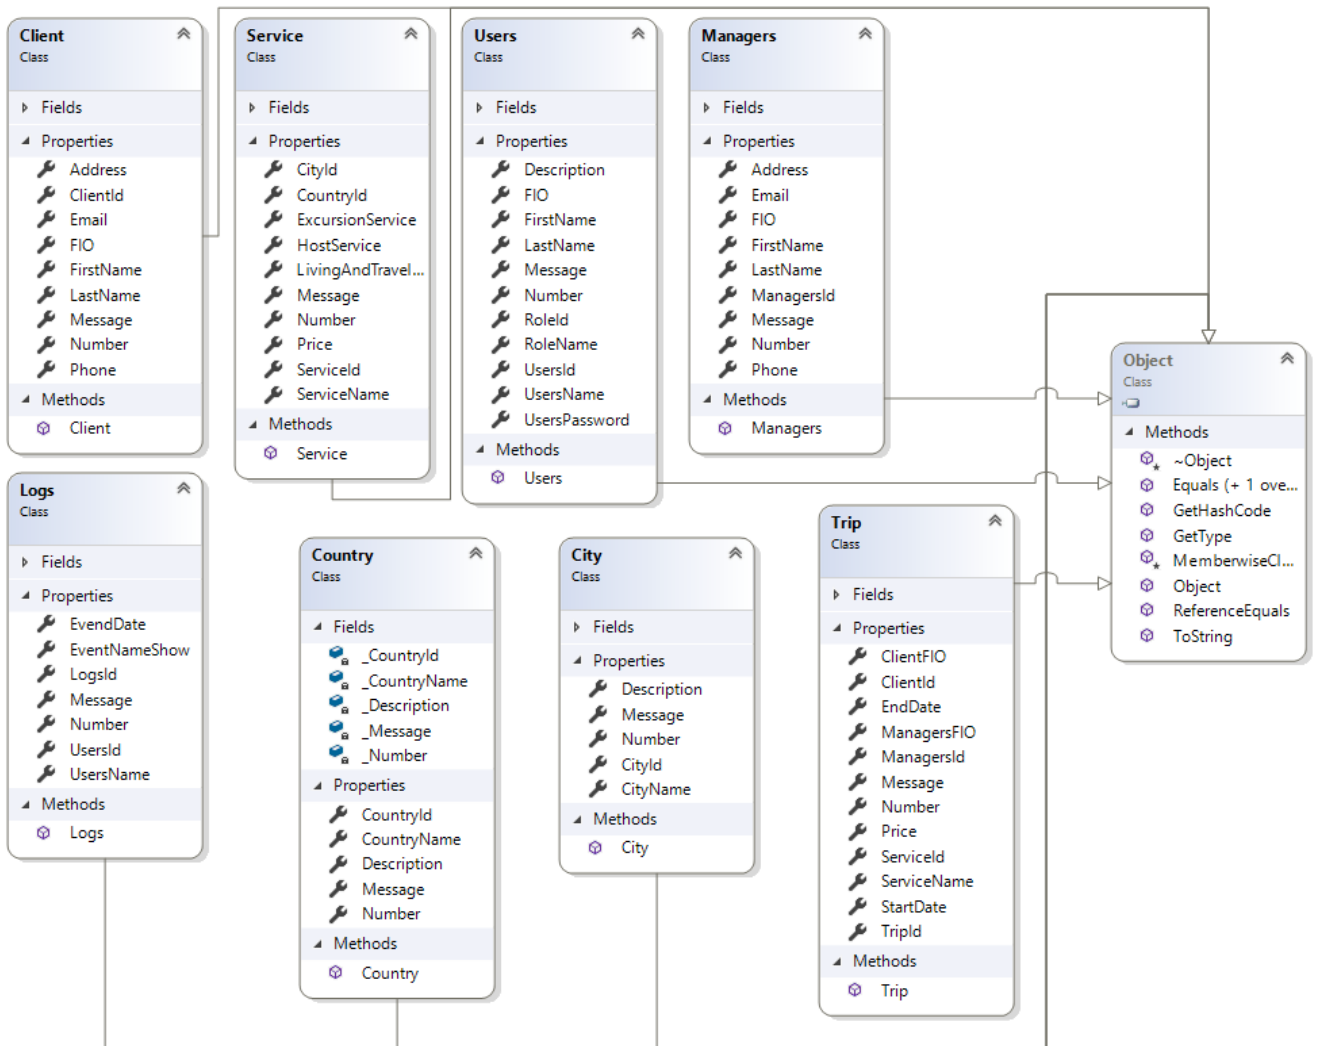 Client
Class
Fields
Properties
Address
ClientId
Email
FIO
FirstName
LastName
Message
Number
Phone
Methods
Client
Service
Class
Fields
Properties
CityId
CountryId
ExcursionService
HostService
LivingAndTravel...
Message
Number
Price
ServiceId
ServiceName
Methods
Service
Users
Class
Fields
Properties
Description
FIO
FirstName
LastName
Message
Number
RoleId
RoleName
UsersId
UsersName
UsersPassword
Methods
Users
Managers
Class
Fields
Properties
Address
Email
FIO
FirstName
LastName
ManagersId
Message
Number
Phone
Methods
Managers
Object
Class
Methods
~Object
Equals (+ 1 ove...
GetHashCode
GetType
MemberwiseCl...
Object
ReferenceEquals
ToString
Logs
Class
Fields
Properties
EvendDate
EventNameShow
LogsId
Message
Number
UsersId
UsersName
Methods
Logs
Country
Class
Fields
_CountryId
_CountryName
_Description
_Message
_Number
Properties
CountryId
CountryName
Description
Message
Number
Methods
Country
City
Class
Fields
Properties
Description
Message
Number
CityId
CityName
Methods
City
Trip
Class
Fields
Properties
ClientFIO
ClientId
EndDate
ManagersFIO
ManagersId
Message
Number
Price
ServiceId
ServiceName
StartDate
TripId
Methods
Trip